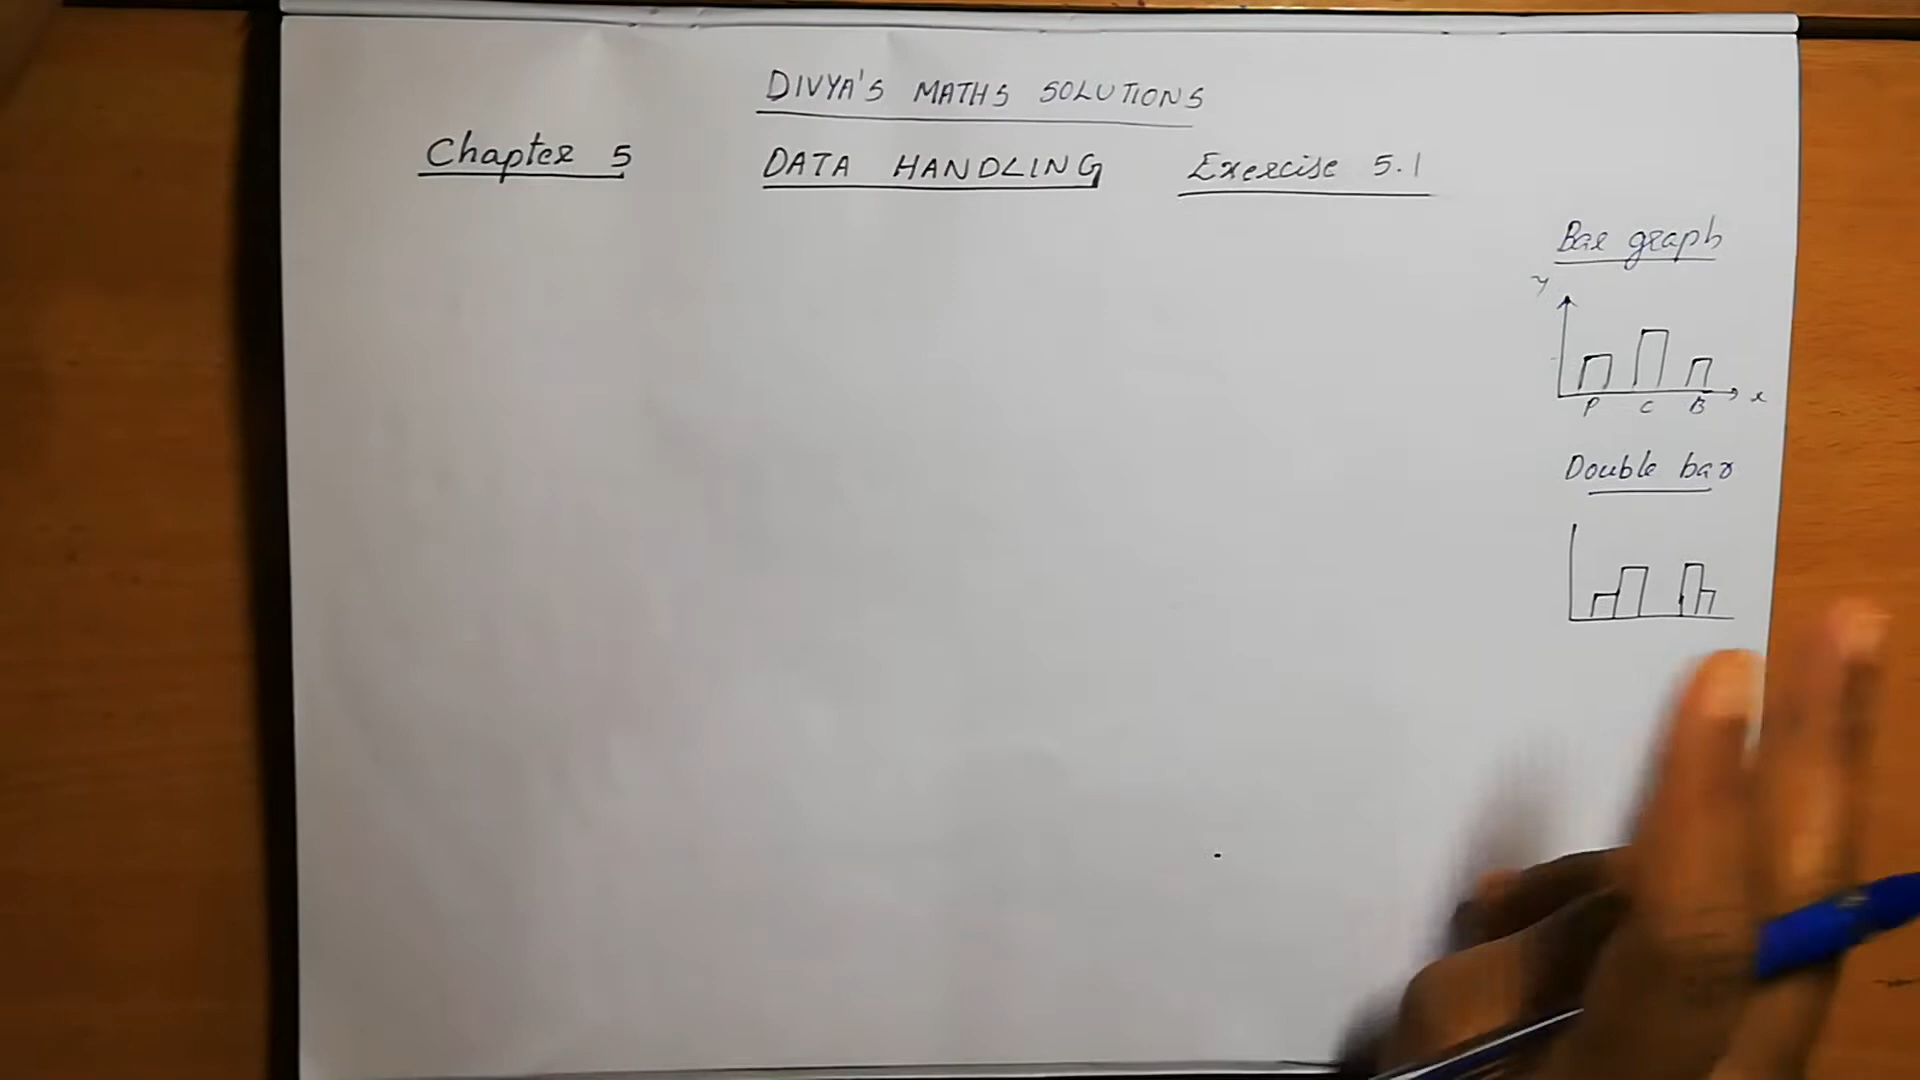 DIVYA'S MATHS SOLUTIONS
Chapter 5 DATA HANDLING Exercise 5.1
Bar graph
y
P C B x
Double bar